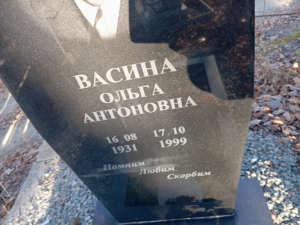 ВАСИНА
ОЛЬГА
АНТОНОВНА
16 08 17 10
1931 1999
Помним
Любим
Скорбим